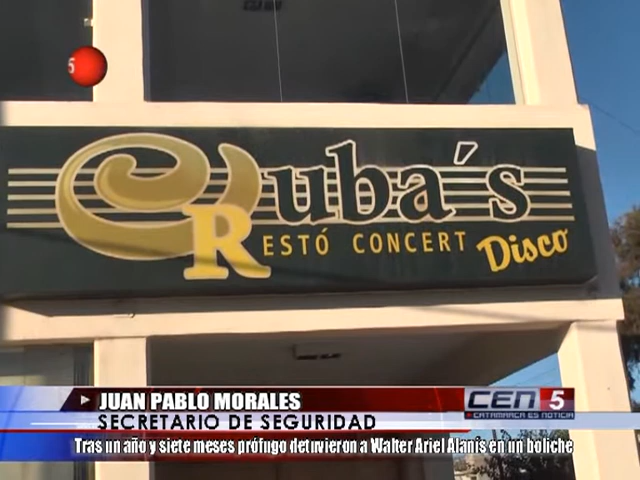 5
Cuba´s
RESTÓ CONCERT Disco
JUAN PABLO MORALES
SECRETARIO DE SEGURIDAD
CEN 5
CATAMARCA ES NOTICIA
Tras un año y siete meses prófugo detuvieron a Walter Ariel Alanis en un boliche